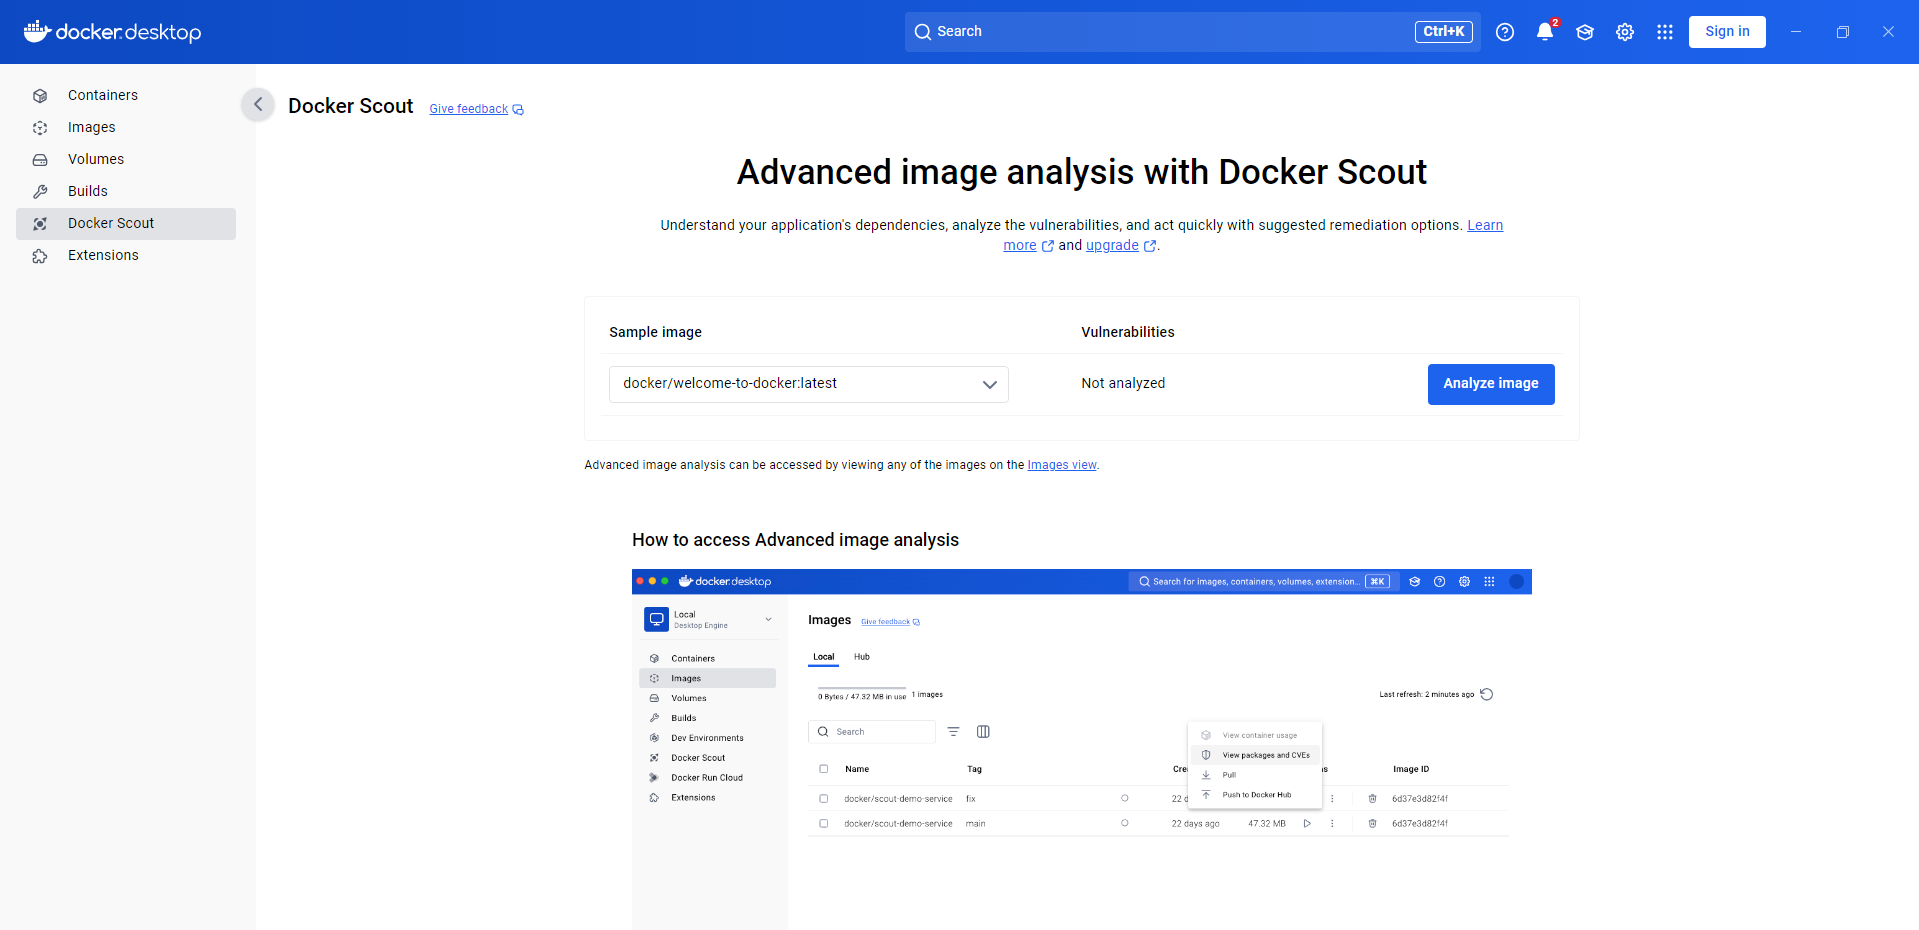 docker desktop
Search
Ctrl+K
2
Sign in
Containers
Images
Volumes
Builds
Docker Scout
Extensions
Docker Scout
Give feedback
Advanced image analysis with Docker Scout
Understand your application's dependencies, analyze the vulnerabilities, and act quickly with suggested remediation options. Learn
more and upgrade .
Sample image
Vulnerabilities
docker/welcome-to-docker:latest
Not analyzed
Analyze image
Advanced image analysis can be accessed by viewing any of the images on the Images view.
How to access Advanced image analysis
docker desktop
Search for images, containers, volumes, extension...
⌘K
Local
Desktop Engine
Containers
Images
Volumes
Builds
Dev Environments
Docker Scout
Docker Run Cloud
Extensions
Images
Give feedback
Local
Hub
0 Bytes / 47.32 MB in use
1 images
Last refresh: 2 minutes ago
Search
View container usage
View packages and CVEs
Pull
Push to Docker Hub
Name
Tag
Cre
s
Image ID
docker/scout-demo-service
fix
22 d
6d37e3d82f4f
docker/scout-demo-service
main
22 days ago
47.32 MB
6d37e3d82f4f